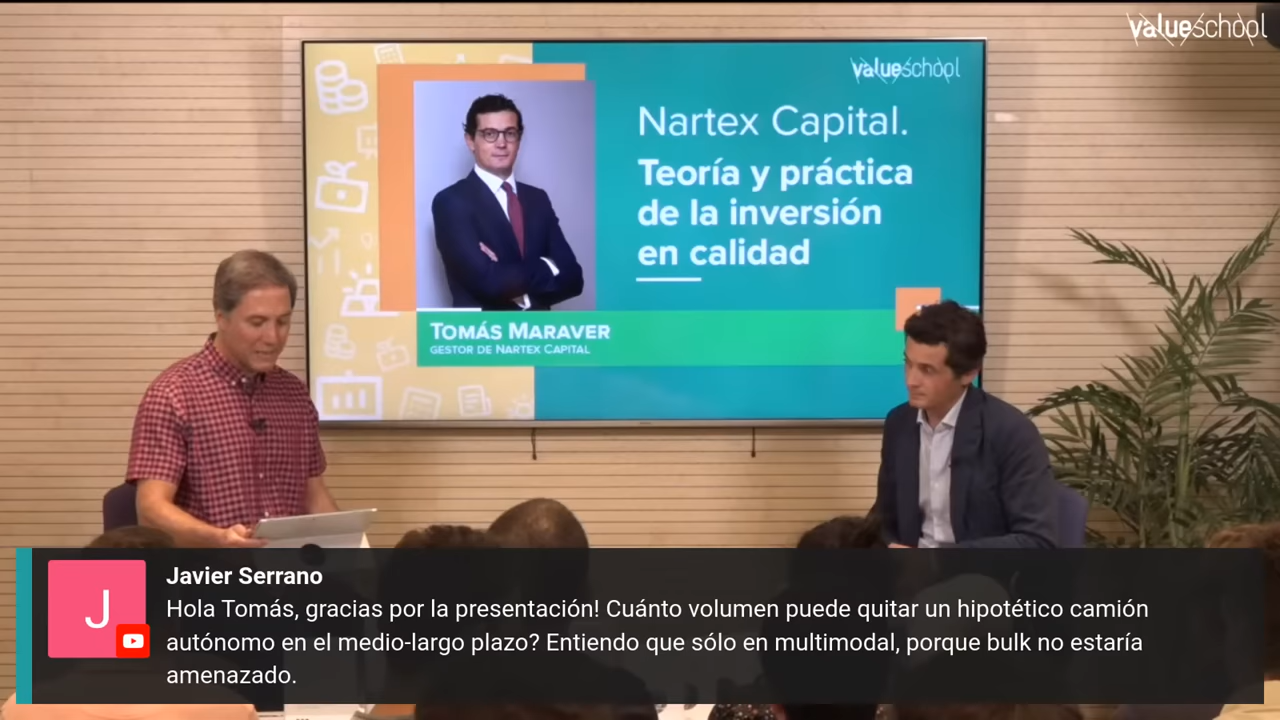 valueschool
valueschool
Nartex Capital.
Teoría y práctica
de la inversión
en calidad
TOMÁS MARAVER
GESTOR DE NARTEX CAPITAL
J
Javier Serrano
Hola Tomás, gracias por la presentación! Cuánto volumen puede quitar un hipotético camión
autónomo en el medio-largo plazo? Entiendo que sólo en multimodal, porque bulk no estaría
amenazado.